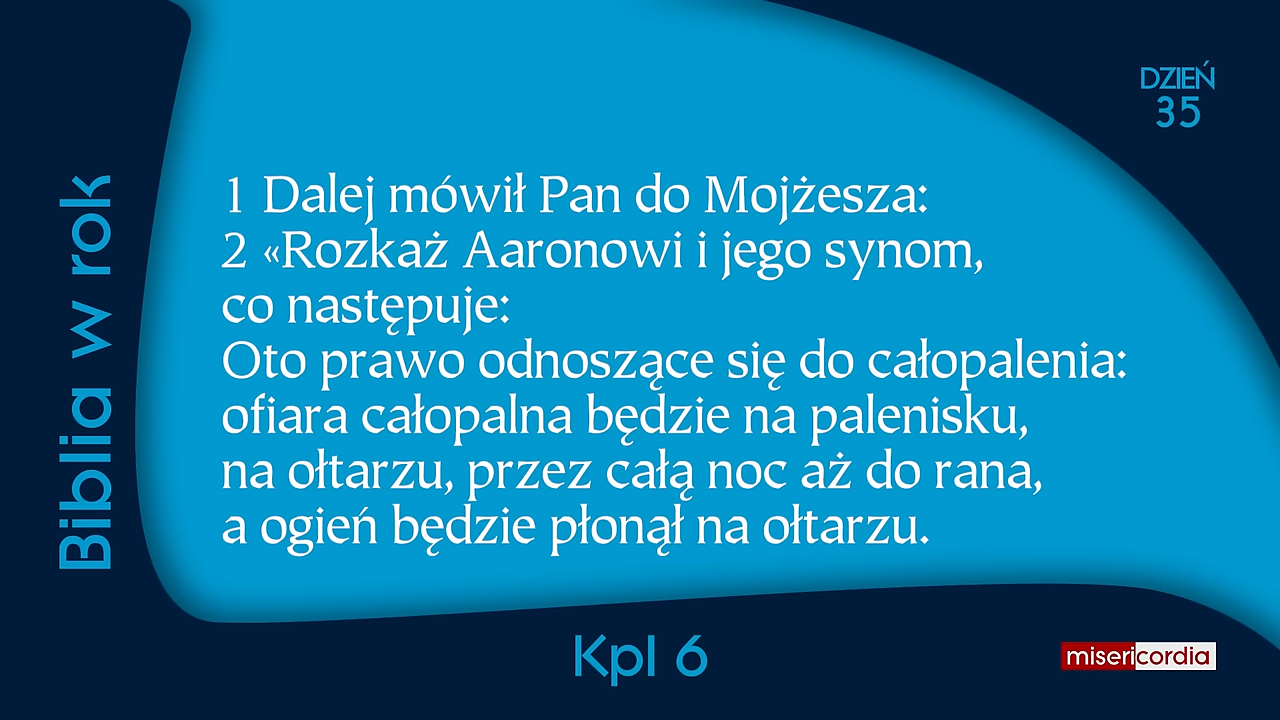 DZIEŃ
35
1 Dalej mówił Pan do Mojżesza:
2 «Rozkaż Aaronowi i jego synom,
co następuje:
Oto prawo odnoszące się do całopalenia:
ofiara całopalna będzie na palenisku,
na ołtarzu, przez całą noc aż do rana,
a ogień będzie płonął na ołtarzu.
Biblia w rok
Kpl 6
misericordia